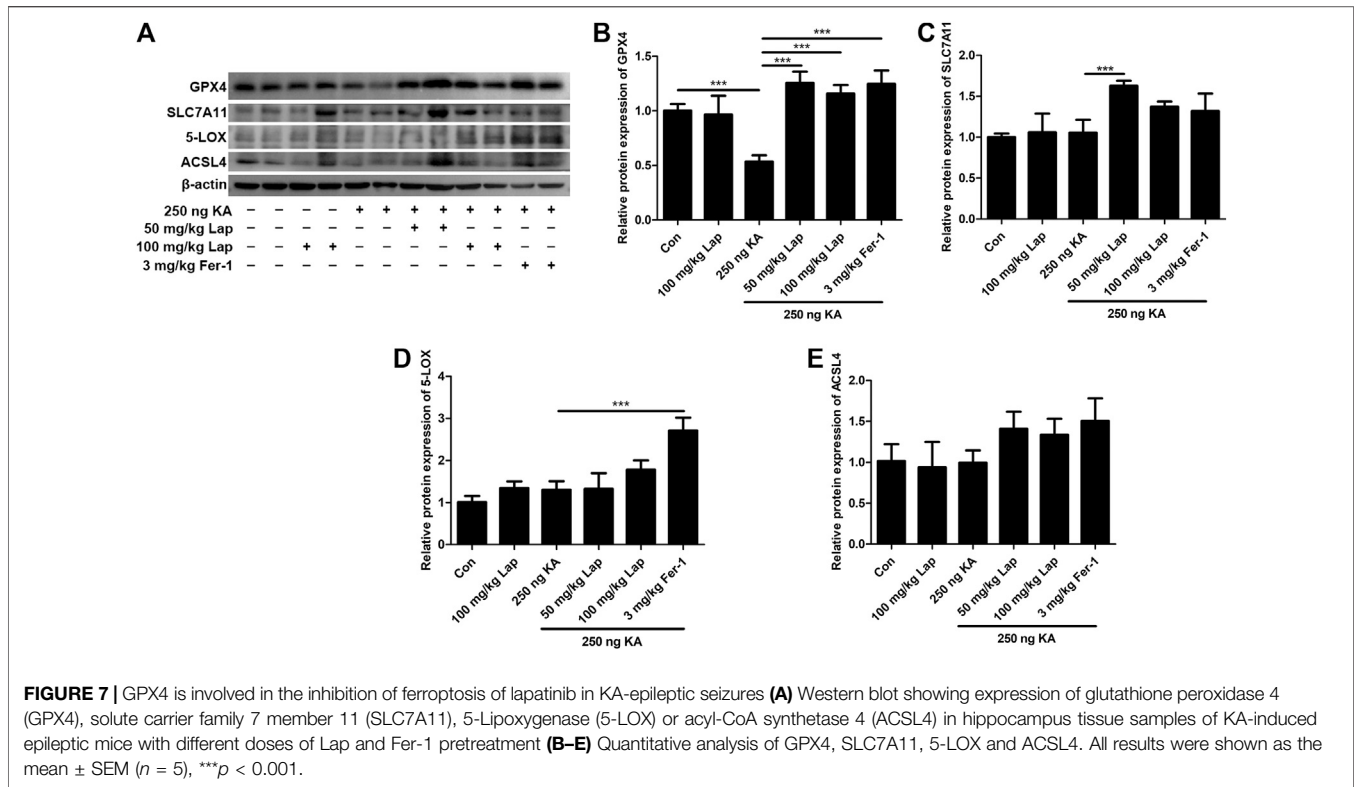 A
GPX4
SLC7A11
5-LOX
ACSL4
β-actin
250 ng KA − − − − + + + + + + + +
50 mg/kg Lap − − − − − − + + − − − −
100 mg/kg Lap − − + + − − − − + + − −
3 mg/kg Fer-1 − − − − − − − − − − + +
B
Relative protein expression of GPX4
1.5
1.0
0.5
0.0
***
***
***
***
Con
100 mg/kg Lap
250 ng KA
50 mg/kg Lap
100 mg/kg Lap
3 mg/kg Fer-1
250 ng KA
C
Relative protein expression of SLC7A11
2.0
1.5
1.0
0.5
0.0
***
Con
100 mg/kg Lap
250 ng KA
50 mg/kg Lap
100 mg/kg Lap
3 mg/kg Fer-1
250 ng KA
D
Relative protein expression of 5-LOX
4
3
2
1
0
***
Con
100 mg/kg Lap
250 ng KA
50 mg/kg Lap
100 mg/kg Lap
3 mg/kg Fer-1
250 ng KA
E
Relative protein expression of ACSL4
2.0
1.5
1.0
0.5
0.0
Con
100 mg/kg Lap
250 ng KA
50 mg/kg Lap
100 mg/kg Lap
3 mg/kg Fer-1
250 ng KA
FIGURE 7 | GPX4 is involved in the inhibition of ferroptosis of lapatinib in KA-epileptic seizures (A) Western blot showing expression of glutathione peroxidase 4
(GPX4), solute carrier family 7 member 11 (SLC7A11), 5-Lipoxygenase (5-LOX) or acyl-CoA synthetase 4 (ACSL4) in hippocampus tissue samples of KA-induced
epileptic mice with different doses of Lap and Fer-1 pretreatment (B–E) Quantitative analysis of GPX4, SLC7A11, 5-LOX and ACSL4. All results were shown as the
mean ± SEM (n = 5), ***p < 0.001.